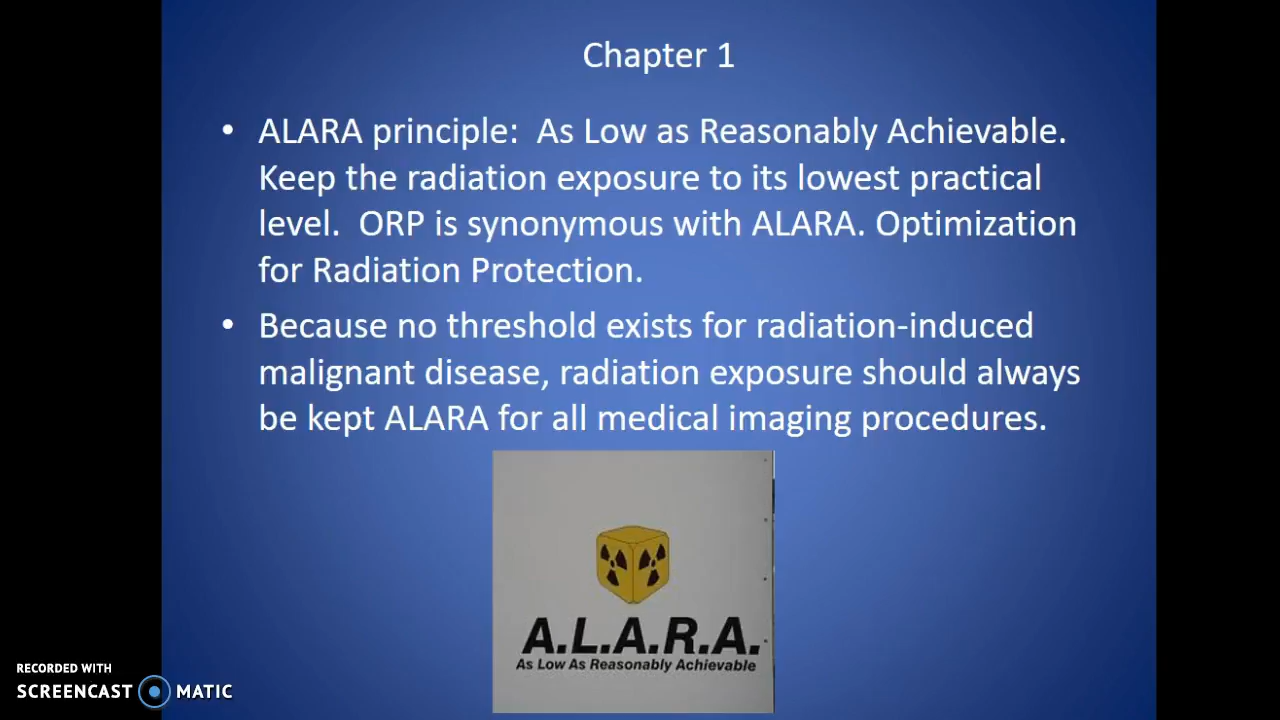 Chapter 1
• ALARA principle:  As Low as Reasonably Achievable.
Keep the radiation exposure to its lowest practical
level.  ORP is synonymous with ALARA. Optimization
for Radiation Protection.
• Because no threshold exists for radiation-induced
malignant disease, radiation exposure should always
be kept ALARA for all medical imaging procedures.
A.L.A.R.A.
As Low As Reasonably Achievable
RECORDED WITH
SCREENCAST MATIC